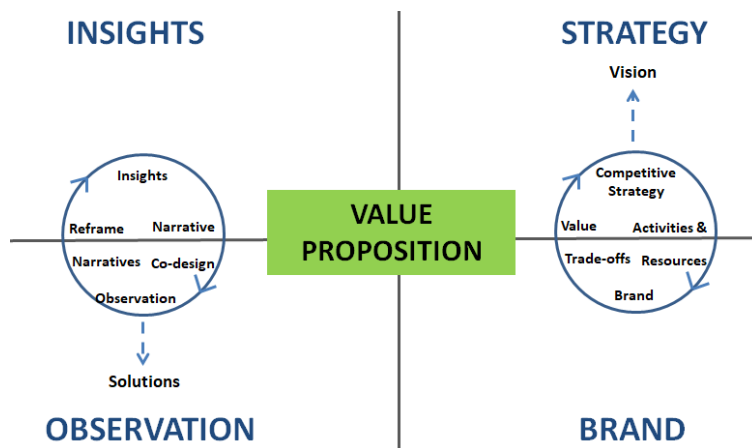 INSIGHTS
Insights
Reframe Narrative
Narratives Co-design
Observation
Solutions
OBSERVATION
VALUE
PROPOSITION
STRATEGY
Vision
Competitive
Strategy
Value Activities &
Trade-offs Resources
Brand
BRAND